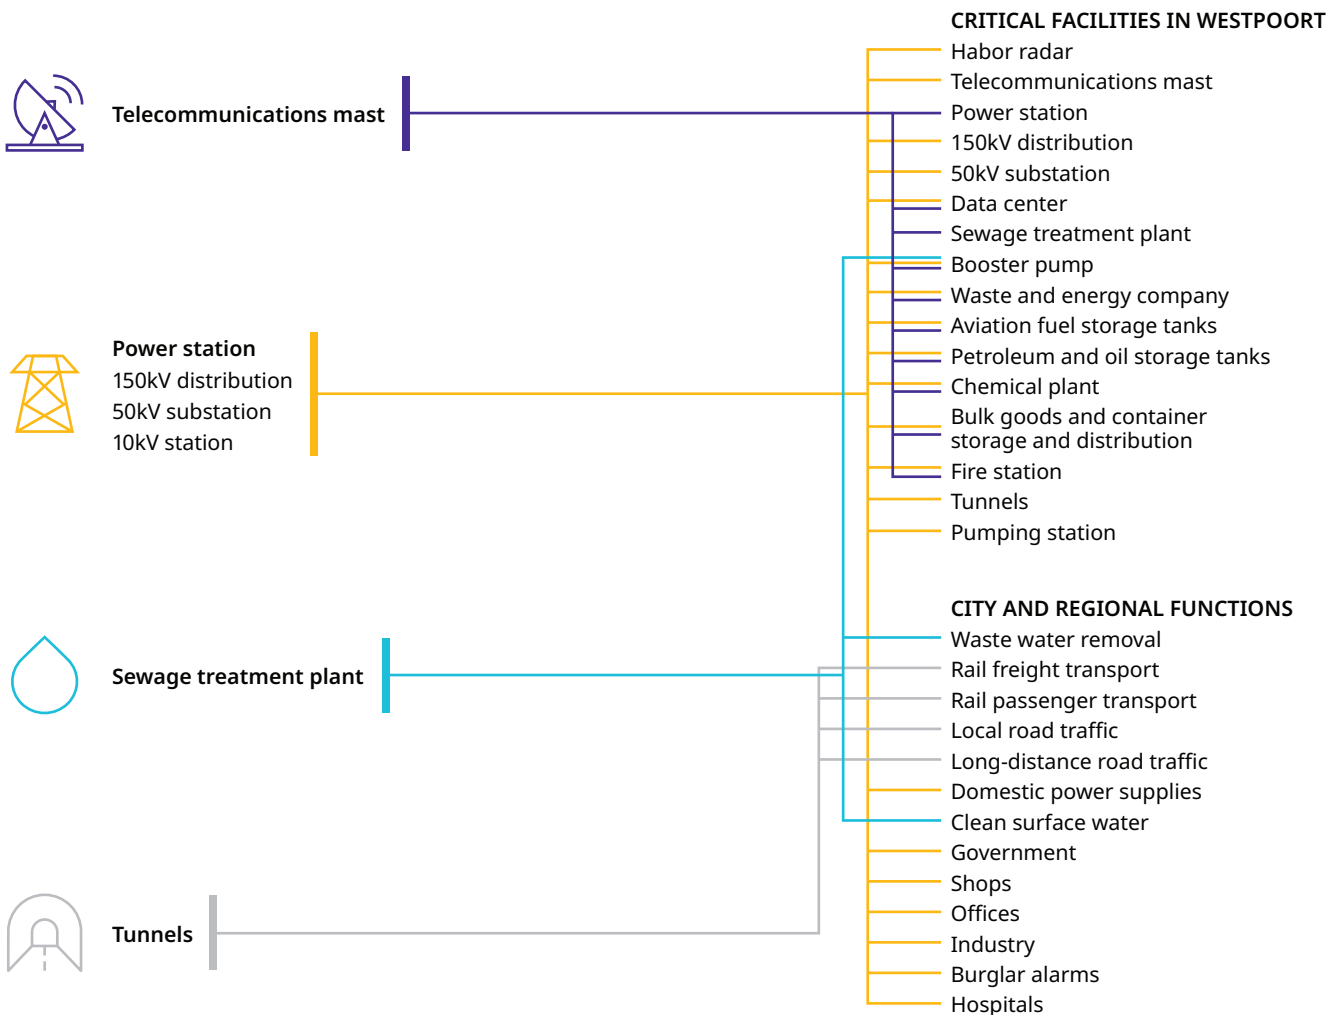 Telecommunications mast
Power station
150kV distribution
50kV substation
10kV station
Sewage treatment plant
Tunnels
CRITICAL FACILITIES IN WESTPOORT
Habor radar
Telecommunications mast
Power station
150kV distribution
50kV substation
Data center
Sewage treatment plant
Booster pump
Waste and energy company
Aviation fuel storage tanks
Petroleum and oil storage tanks
Chemical plant
Bulk goods and container
storage and distribution
Fire station
Tunnels
Pumping station
CITY AND REGIONAL FUNCTIONS
Waste water removal
Rail freight transport
Rail passenger transport
Local road traffic
Long-distance road traffic
Domestic power supplies
Clean surface water
Government
Shops
Offices
Industry
Burglar alarms
Hospitals